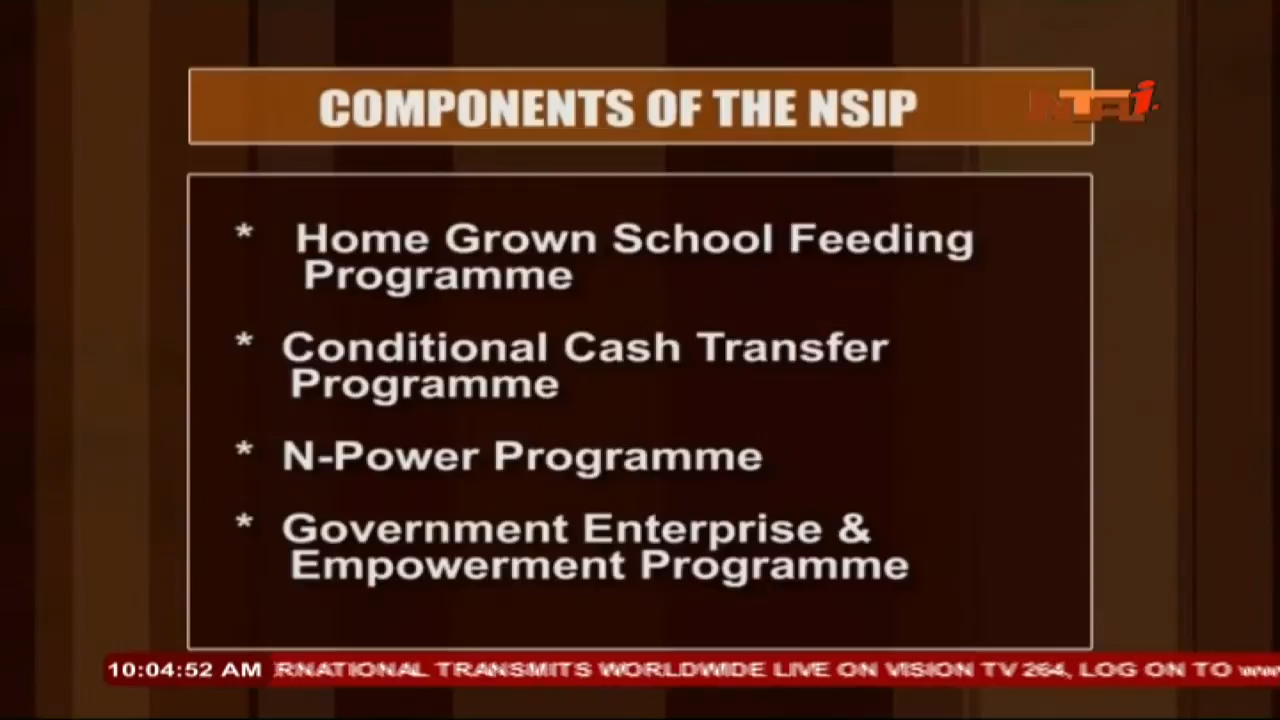 COMPONENTS OF THE NSIP
NTAi
* Home Grown School Feeding
Programme
* Conditional Cash Transfer
Programme
* N-Power Programme
* Government Enterprise &
Empowerment Programme
10:04:52 AM RNATIONAL TRANSMITS WORLDWIDE LIVE ON VISION TV 264, LOG ON TO